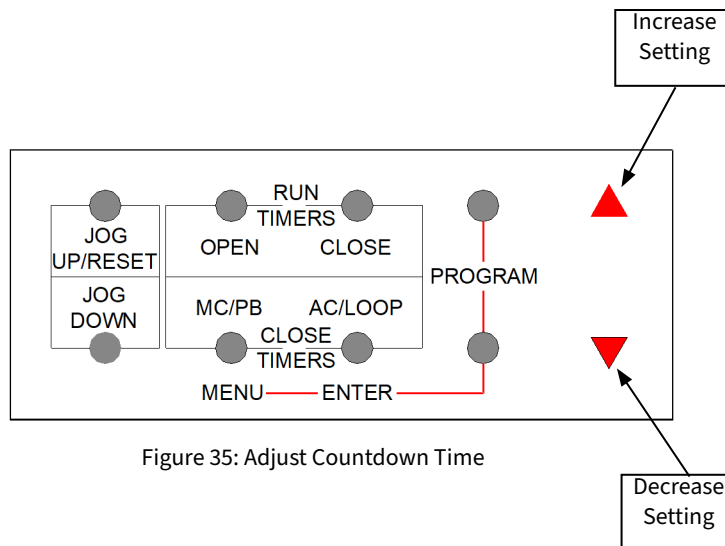 Increase
Setting
RUN
TIMERS
JOG
UP/RESET
OPEN
CLOSE
PROGRAM
JOG
DOWN
MC/PB
AC/LOOP
CLOSE
TIMERS
MENU
ENTER
Figure 35: Adjust Countdown Time
Decrease
Setting